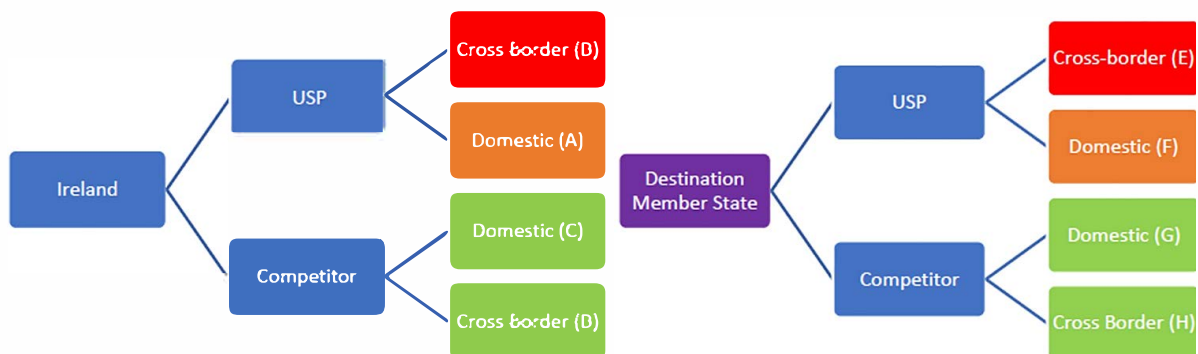 Cross Border (B)
USP
Domestic (A)
Ireland
Domestic (C)
Competitor
Cross Border (D)
Cross-border (E)
USP
Domestic (F)
Destination
Member State
Domestic (G)
Competitor
Cross Border (H)